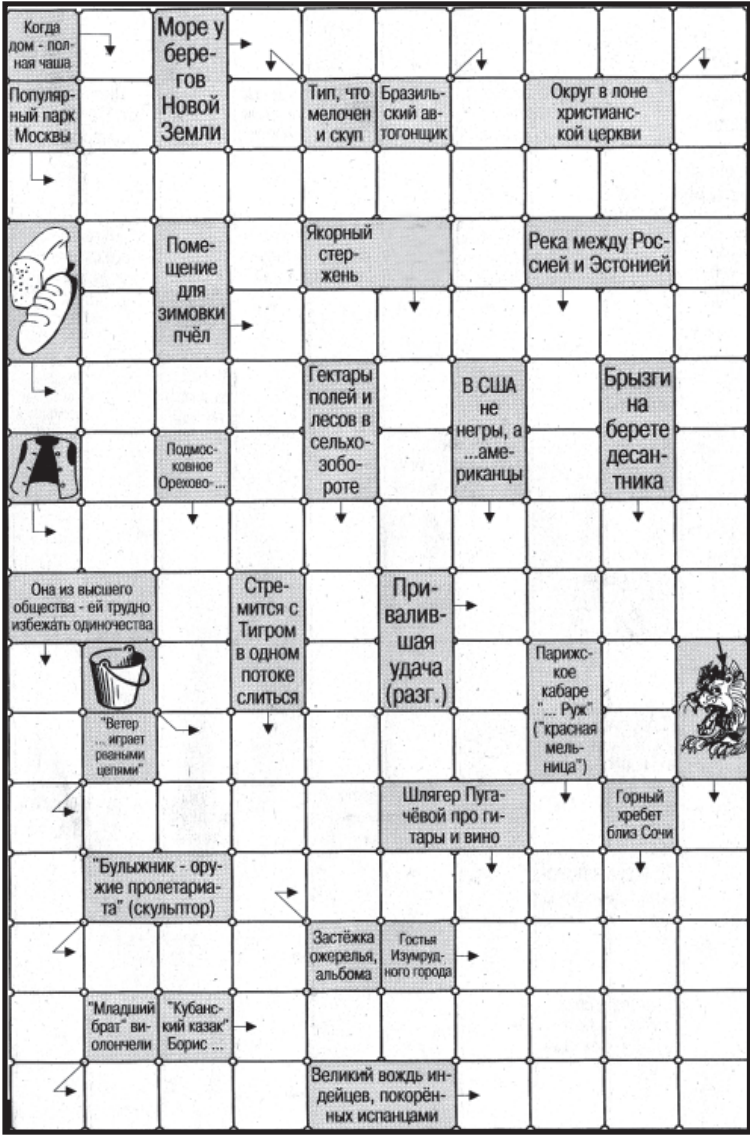 Когда
дом - пол-
ная чаша
Море у
бере-
гов
Новой
Земли
Популяр-
ный парк
Москвы
Тип, что
мелочен
и скуп
Бразиль-
ский ав-
тогонщик
Округ в лоне
христианс-
кой церкви
Поме-
щение
для
зимовки
пчёл
Якорный
стер-
жень
Река между Рос-
сией и Эстонией
Гектары
полей и
лесов в
сельхо-
зобо-
роте
В США
не
негры, а
...аме-
риканцы
Брызги
на
берете
десан-
тника
Подмос-
ковное
Орехово-...
Она из высшего
общества - ей трудно
избежать одиночества
Стре-
мится с
Тигром
в одном
потоке
слиться
При-
валив-
шая
удача
(разг.)
Парижс-
кое
кабаре
"... Руж"
("красная
мель-
ница")
"Ветер
... играет
рваными
цепями"
Шлягер Пуга-
чёвой про ги-
тары и вино
Горный
хребет
близ Сочи
"Булыжник - ору-
жие пролетариа-
та" (скульптор)
Застёжка
ожерелья,
альбома
Гостья
Изумруд-
ного города
"Младший
брат" ви-
олончели
"Кубанс-
кий казак"
Борис ...
Великий вождь ин-
дейцев, покорён-
ных испанцами